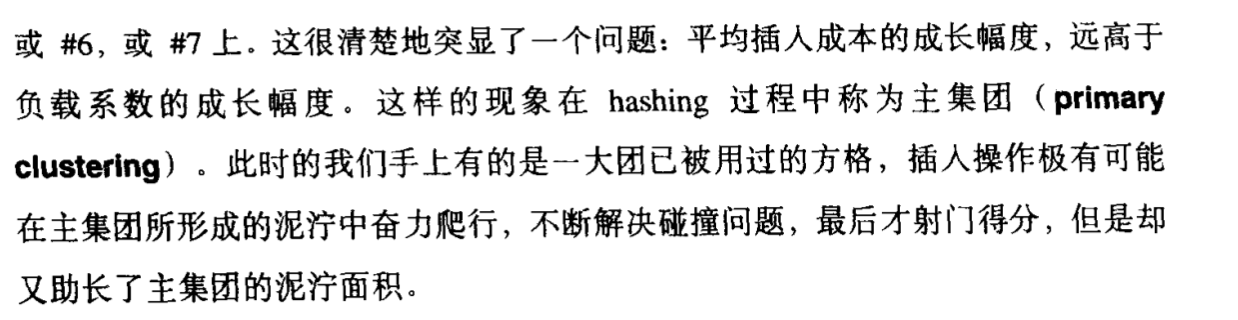 或 #6，或 #7 上。这很清楚地突显了一个问题：平均插入成本的成长幅度，远高于
负载系数的成长幅度。这样的现象在 hashing 过程中称为主集团（primary
clustering）。此时的我们手上有的是一大团已被用过的方格，插入操作极有可能
在主集团所形成的泥泞中奋力爬行，不断解决碰撞问题，最后才射门得分，但是却
又助长了主集团的泥泞面积。